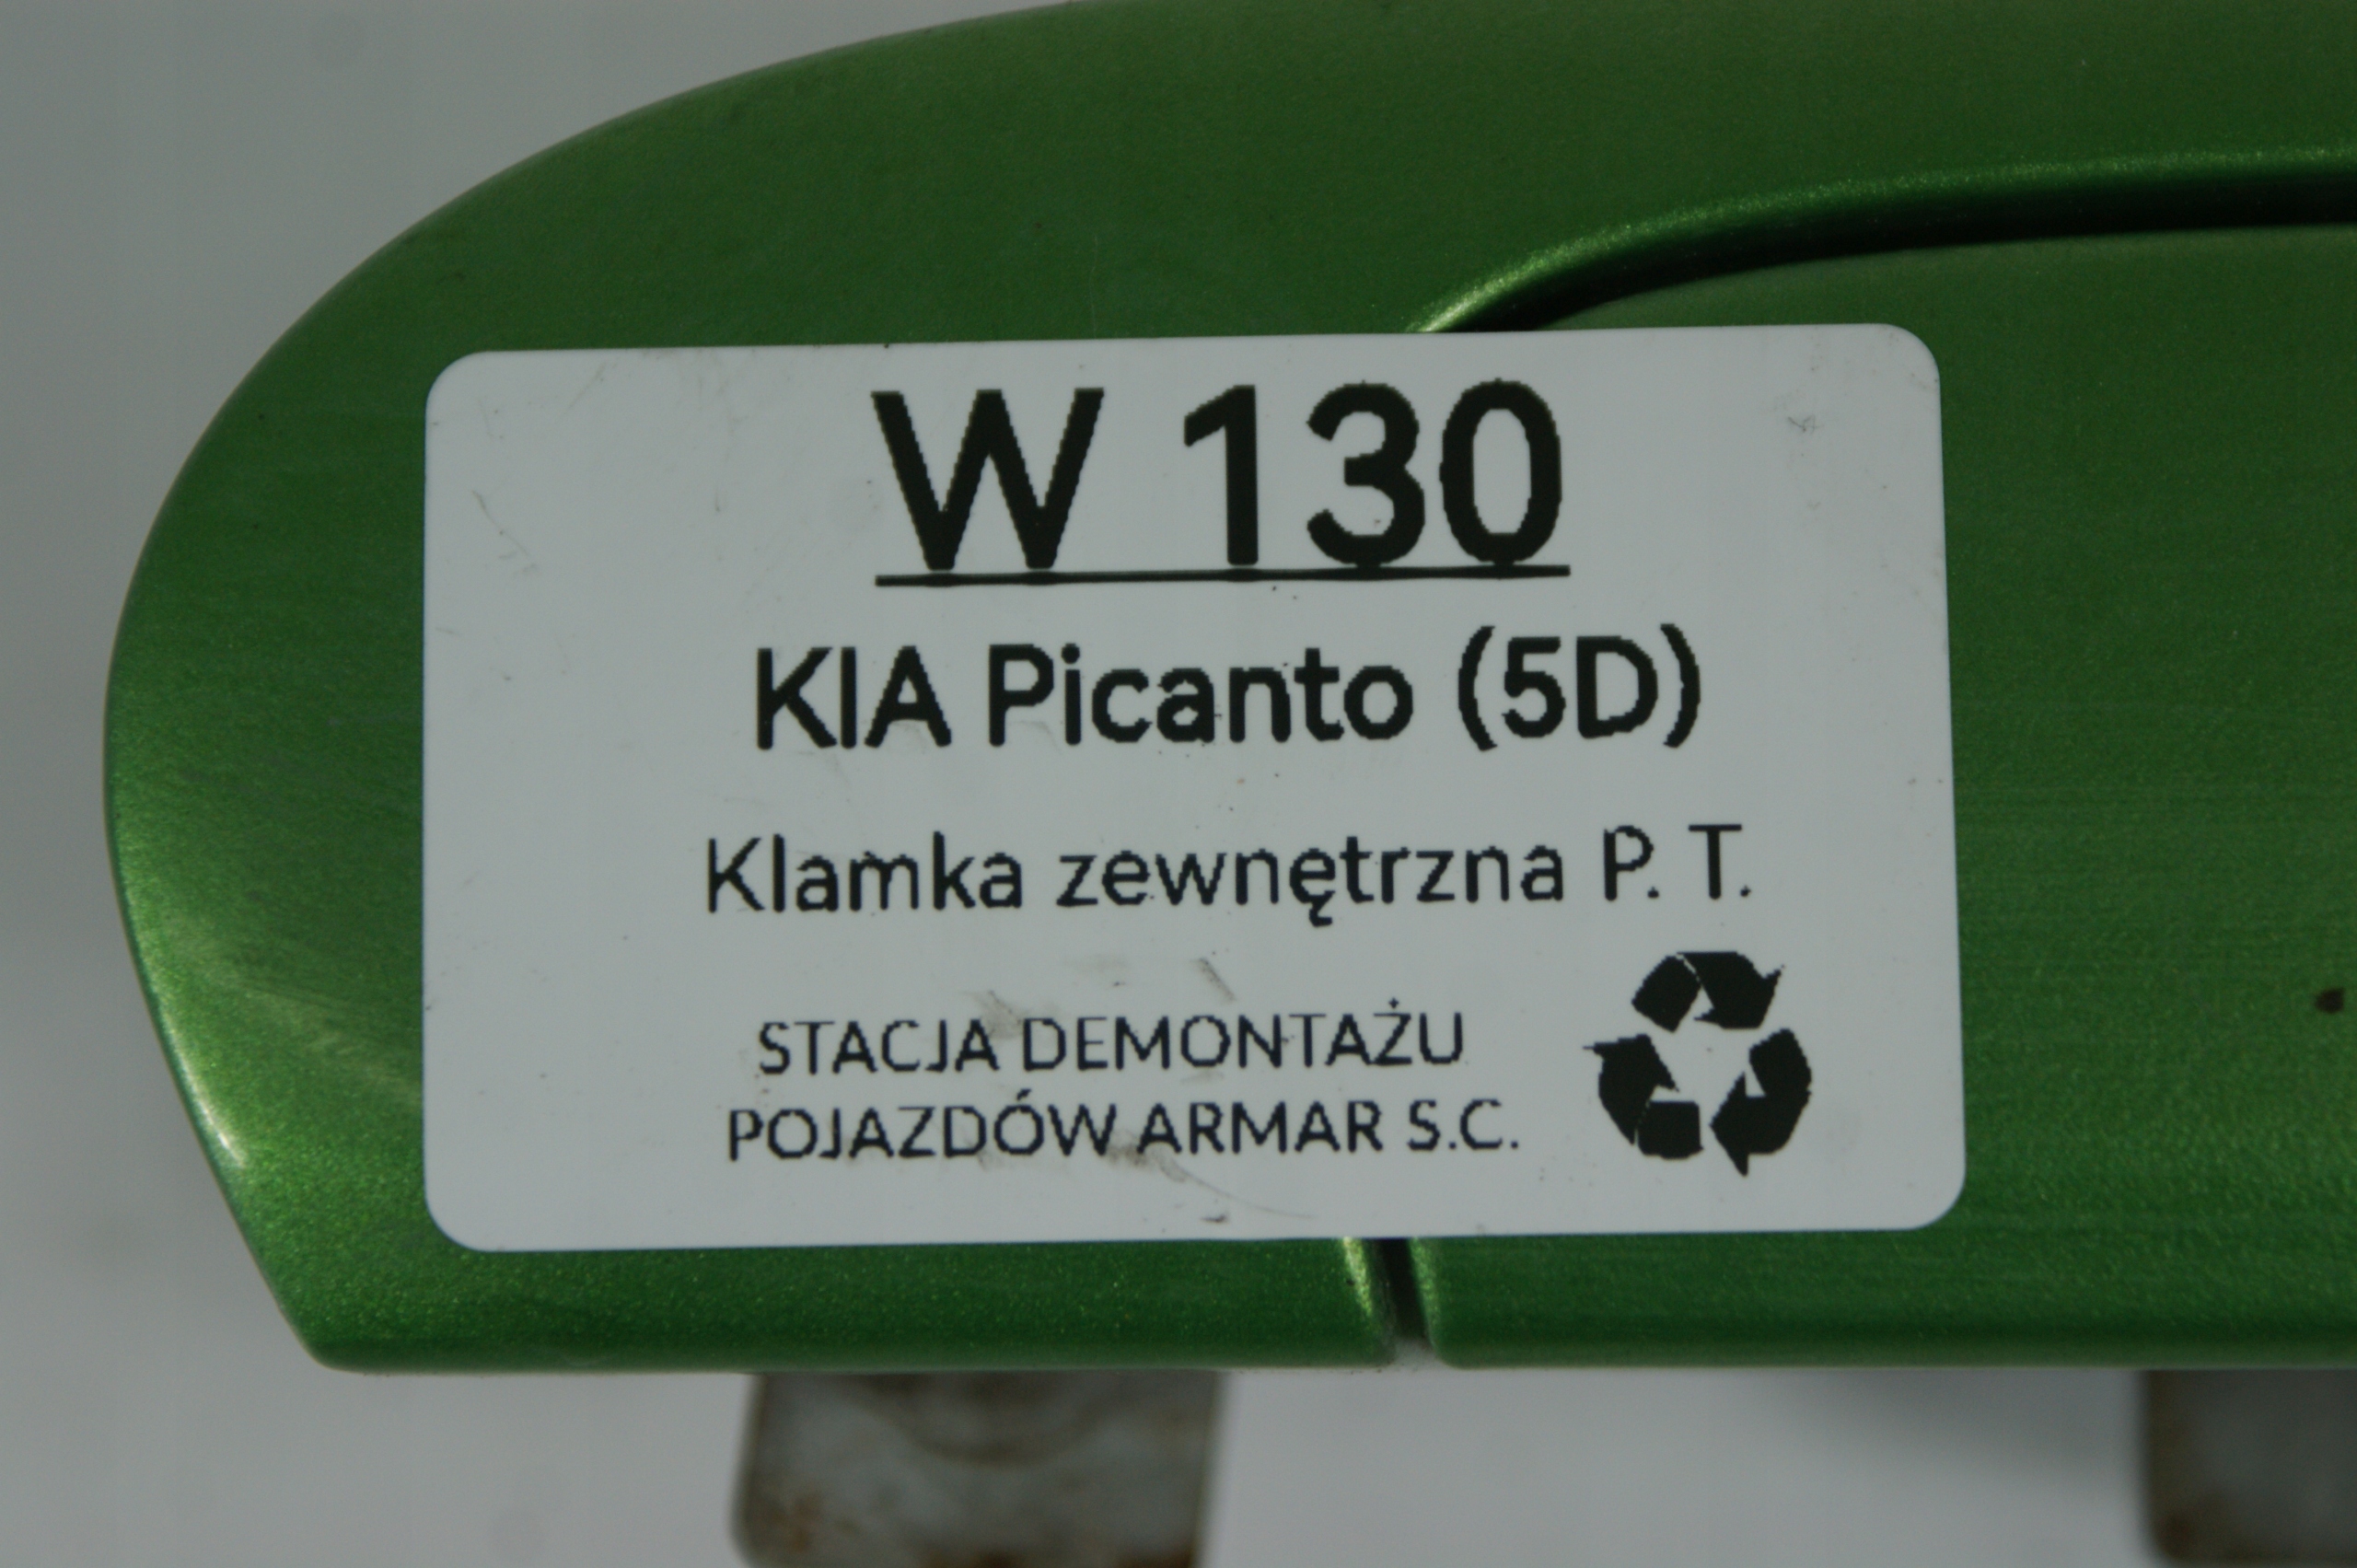 W 130
KIA Picanto (5D)
Klamka zewnętrzna P. T.
STACJA DEMONTAŻU
POJAZDÓW ARMAR S.C.